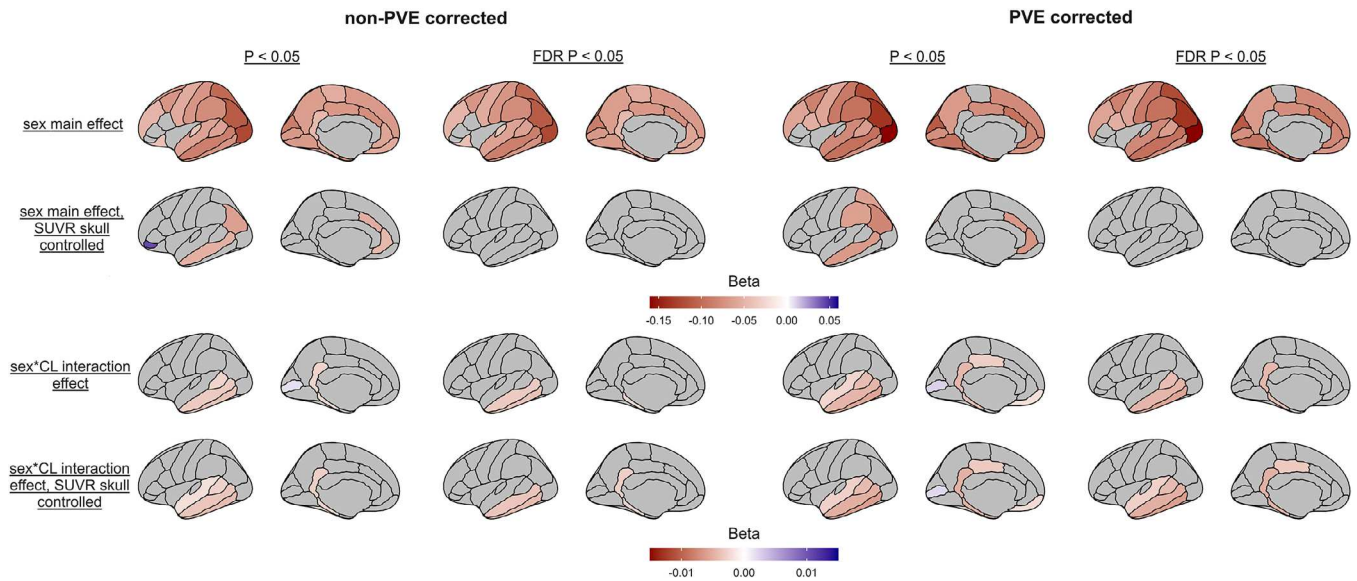 non-PVE corrected
PVE corrected
P < 0.05
FDR P < 0.05
P < 0.05
FDR P < 0.05
sex main effect
sex main effect,
SUVR skull
controlled
Beta
-0.15 -0.10 -0.05 0.00 0.05
sex*CL interaction
effect
sex*CL interaction
effect, SUVR skull
controlled
Beta
-0.01 0.00 0.01